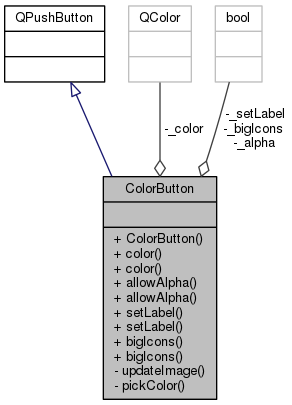 QPushButton
QColor
bool
-_color
-_setLabel
-_bigIcons
-_alpha
ColorButton
+ ColorButton()
+ color()
+ color()
+ allowAlpha()
+ allowAlpha()
+ setLabel()
+ setLabel()
+ bigIcons()
+ bigIcons()
- updateImage()
- pickColor()